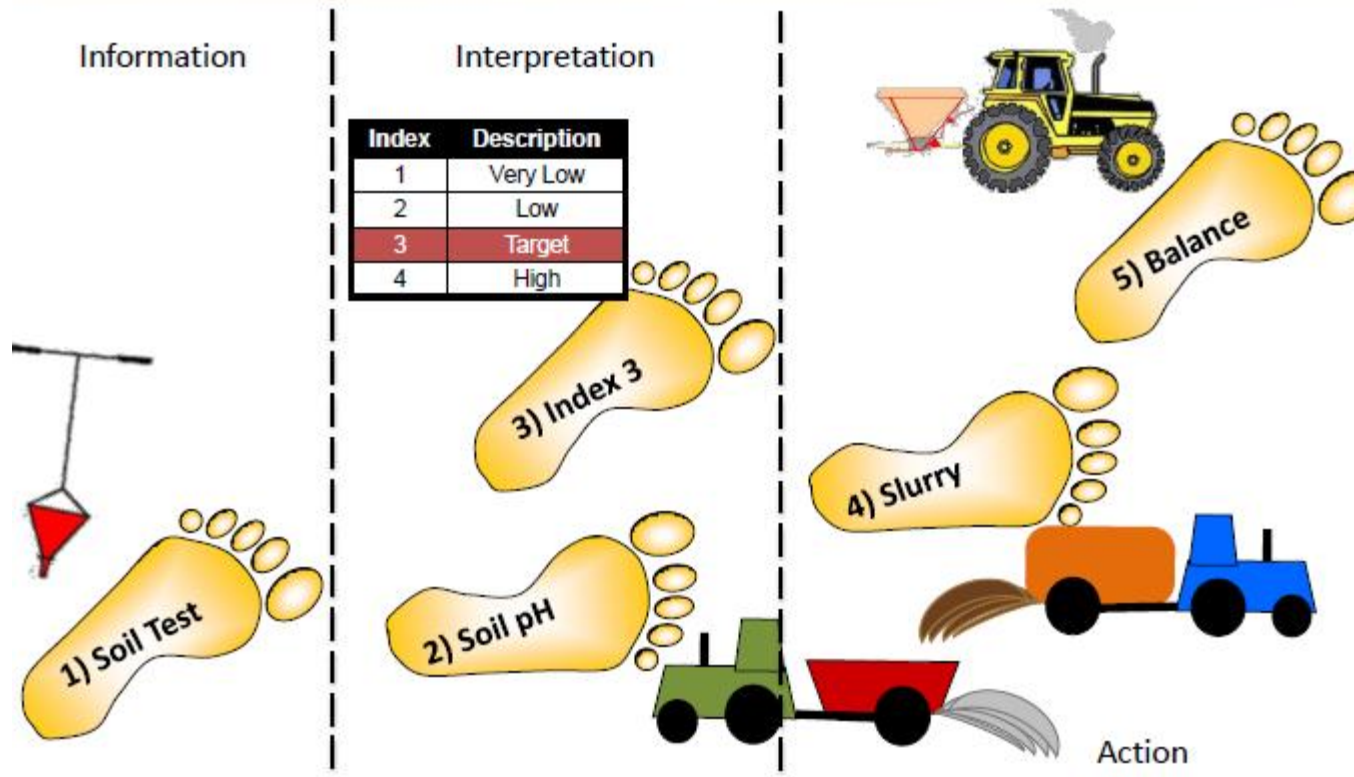 Information
Interpretation
Index Description
1 Very Low
2 Low
3 Target
4 High
1) Soil Test
2) Soil pH
3) Index 3
4) Slurry
5) Balance
Action